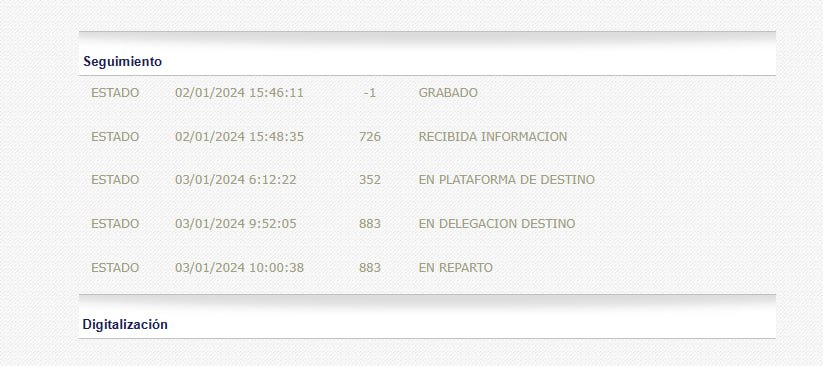 Seguimiento
ESTADO 02/01/2024 15:46:11 -1 GRABADO
ESTADO 02/01/2024 15:48:35 726 RECIBIDA INFORMACION
ESTADO 03/01/2024 6:12:22 352 EN PLATAFORMA DE DESTINO
ESTADO 03/01/2024 9:52:05 883 EN DELEGACION DESTINO
ESTADO 03/01/2024 10:00:38 883 EN REPARTO
Digitalización